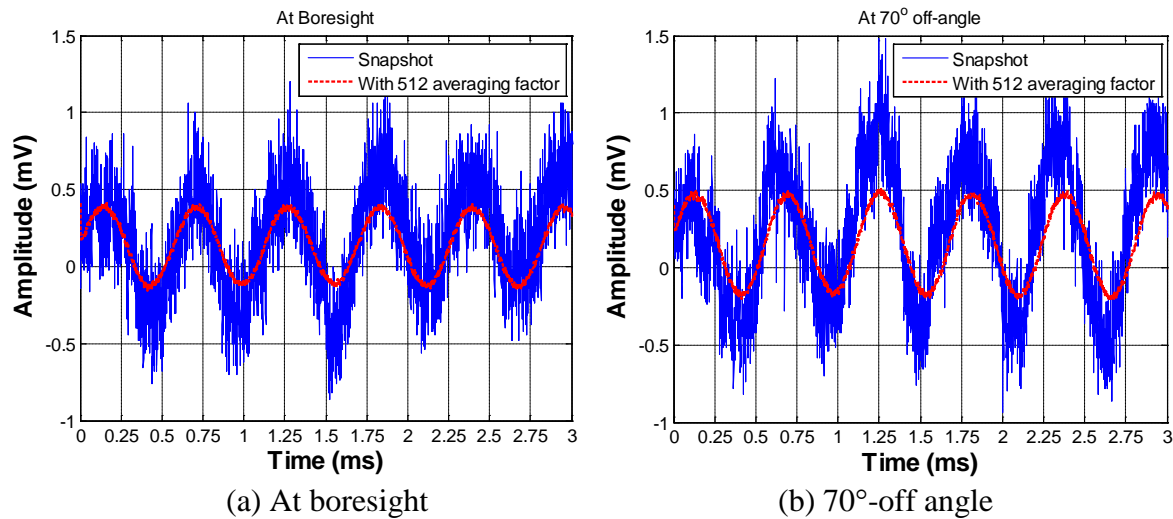 At Boresight
1.5
1
0.5
0
-0.5
-1
Amplitude (mV)
Snapshot
With 512 averaging factor
0 0.25 0.5 0.75 1 1.25 1.5 1.75 2 2.25 2.5 2.75 3
Time (ms)
(a) At boresight
At 70° off-angle
1.5
1
0.5
0
-0.5
-1
Amplitude (mV)
Snapshot
With 512 averaging factor
0 0.25 0.5 0.75 1 1.25 1.5 1.75 2 2.25 2.5 2.75 3
Time (ms)
(b) 70°-off angle